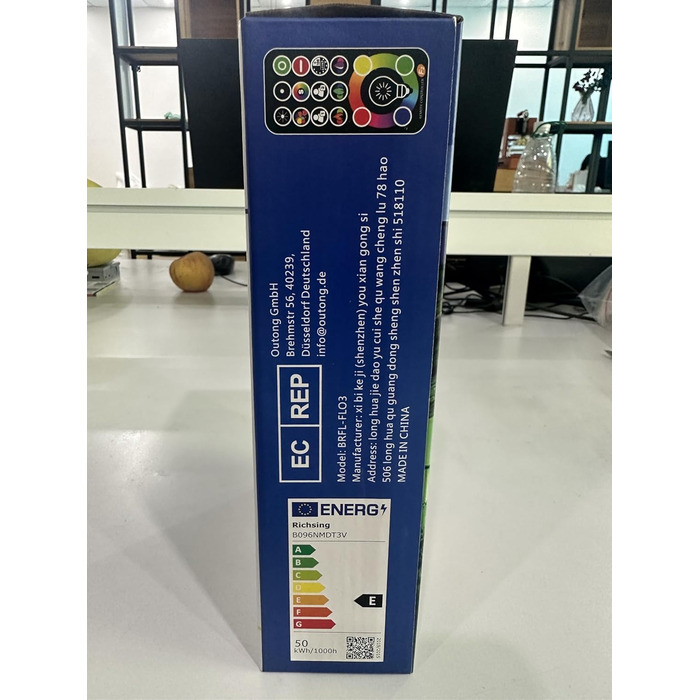 Outong GmbH
Brehmstr 56, 40239,
Düsseldorf Deutschland
info@outong.de
EC REP
Model: BRFL-FL03
Manufacturer: xi bi ke ji (shenzhen) you xian gong si
Address: long hua jie dao yu cui she qu wang cheng lu 78 hao
506 long hua qu guang dong sheng shen zhen shi 518110
MADE IN CHINA
ENERG
Richsing
B096NMDT3V
A
B
C
D
E
F
G
E
50
kWh/1000h